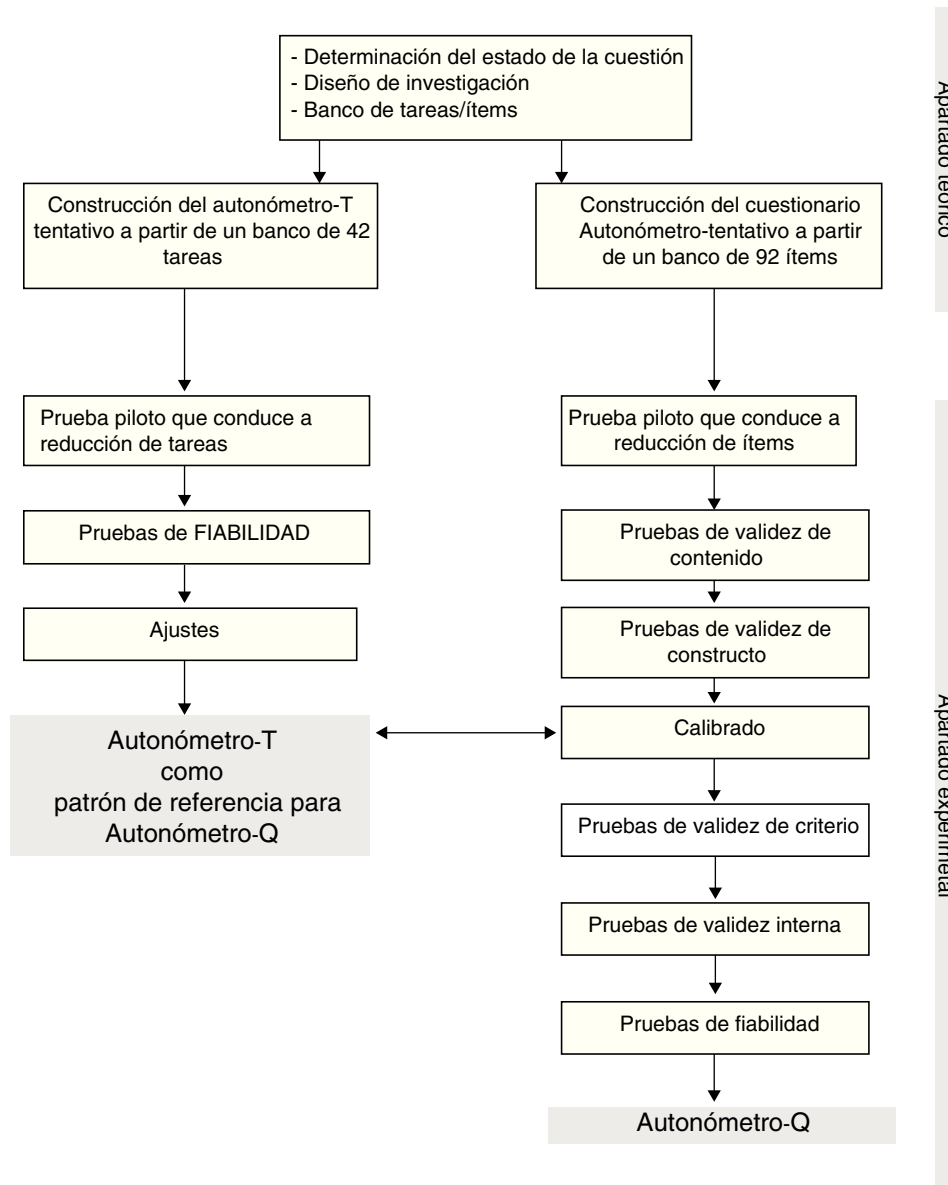 - Determinación del estado de la cuestión
- Diseño de investigación
- Banco de tareas/ítems
Construcción del autonómetro-T
tentativo a partir de un banco de 42
tareas
Construcción del cuestionario
Autonómetro-tentativo a partir
de un banco de 92 ítems
Prueba piloto que conduce a
reducción de tareas
Prueba piloto que conduce a
reducción de ítems
Pruebas de FIABILIDAD
Pruebas de validez de
contenido
Ajustes
Pruebas de validez de
constructo
Autonómetro-T
como
patrón de referencia para
Autonómetro-Q
Calibrado
Pruebas de validez de criterio
Pruebas de validez interna
Pruebas de fiabilidad
Autonómetro-Q
Apartado teórico
Apartado experimetal